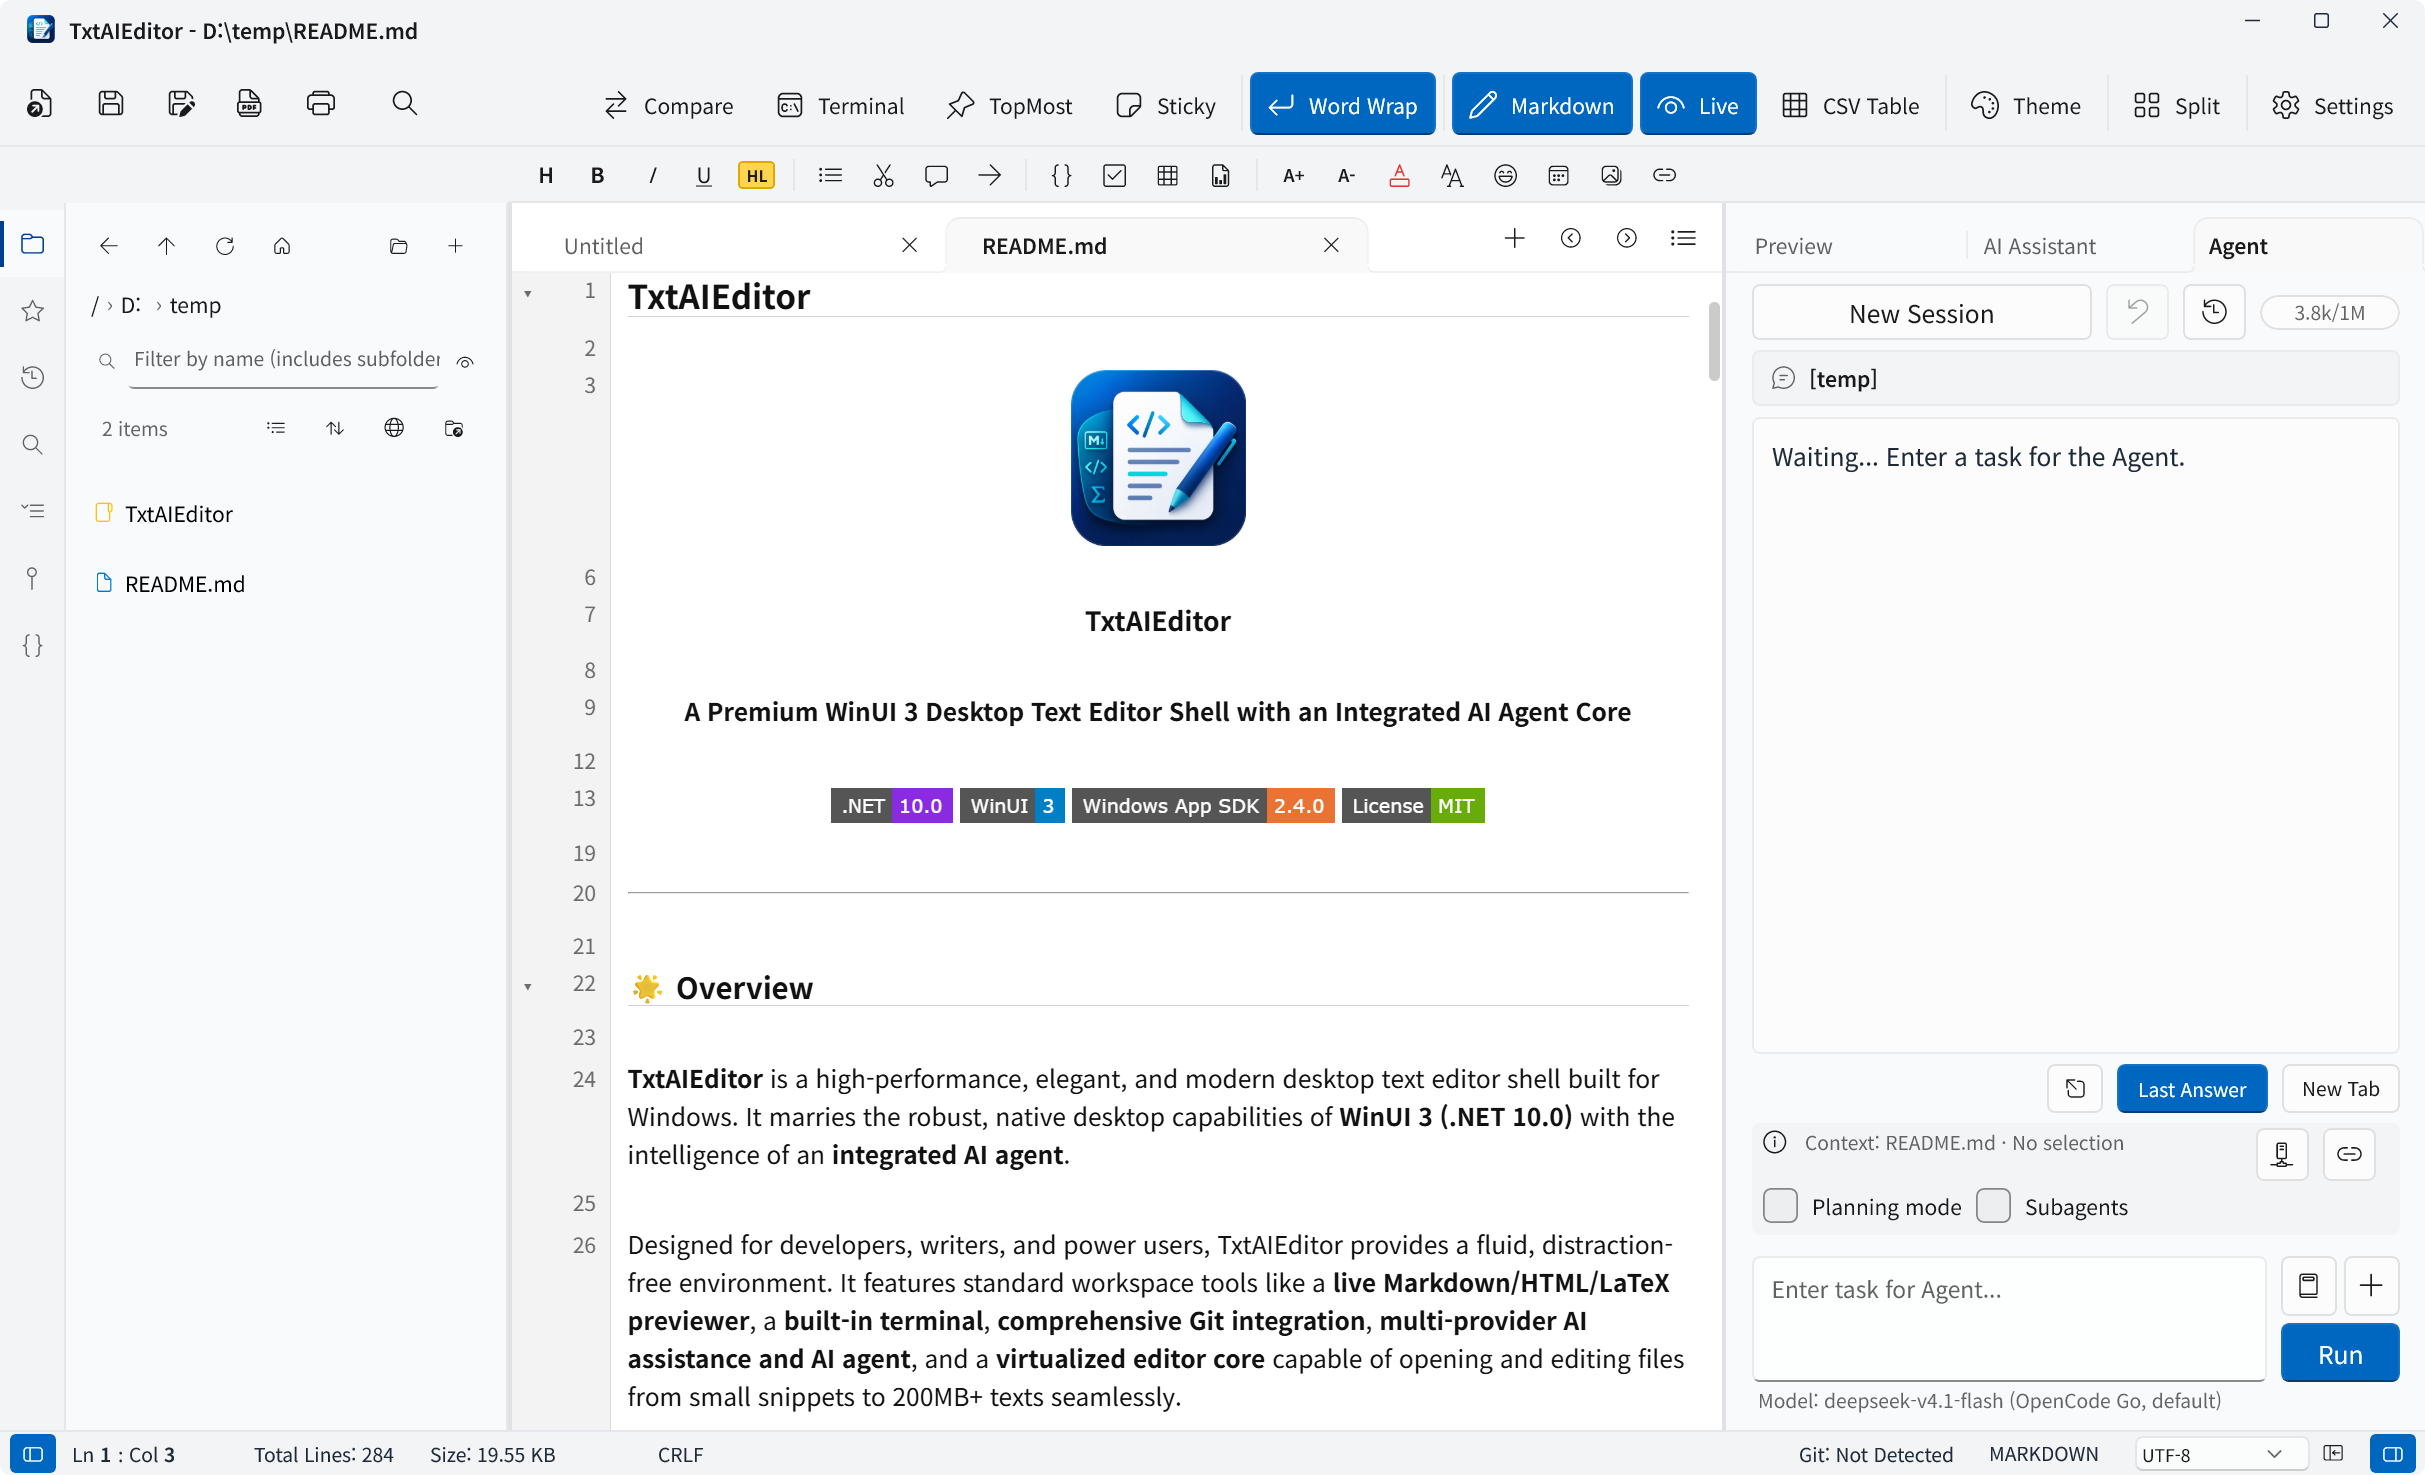 TxtAIEditor - D:\temp\README.md
Compare
Terminal
TopMost
Sticky
Word Wrap
Markdown
Live
CSV Table
Theme
Split
Settings
H B I U HL
A+ A-
/ › D: › temp
Filter by name (includes subfolder
2 items
TxtAIEditor
README.md
Untitled
README.md
1 TxtAIEditor
2
3
</>
M↓
</>
Σ
6
7 TxtAIEditor
8
9 A Premium WinUI 3 Desktop Text Editor Shell with an Integrated AI Agent Core
12
13 .NET 10.0 WinUI 3 Windows App SDK 2.4.0 License MIT
19
20
21
22 🌟 Overview
23
24 TxtAIEditor is a high-performance, elegant, and modern desktop text editor shell built for
Windows. It marries the robust, native desktop capabilities of WinUI 3 (.NET 10.0) with the
intelligence of an integrated AI agent.
25
26 Designed for developers, writers, and power users, TxtAIEditor provides a fluid, distraction-
free environment. It features standard workspace tools like a live Markdown/HTML/LaTeX
previewer, a built-in terminal, comprehensive Git integration, multi-provider AI
assistance and AI agent, and a virtualized editor core capable of opening and editing files
from small snippets to 200MB+ texts seamlessly.
Preview
AI Assistant
Agent
New Session
3.8k/1M
[temp]
Waiting... Enter a task for the Agent.
Last Answer
New Tab
Context: README.md · No selection
Planning mode
Subagents
Enter task for Agent...
Run
Model: deepseek-v4.1-flash (OpenCode Go, default)
Ln 1 : Col 3
Total Lines: 284
Size: 19.55 KB
CRLF
Git: Not Detected
MARKDOWN
UTF-8